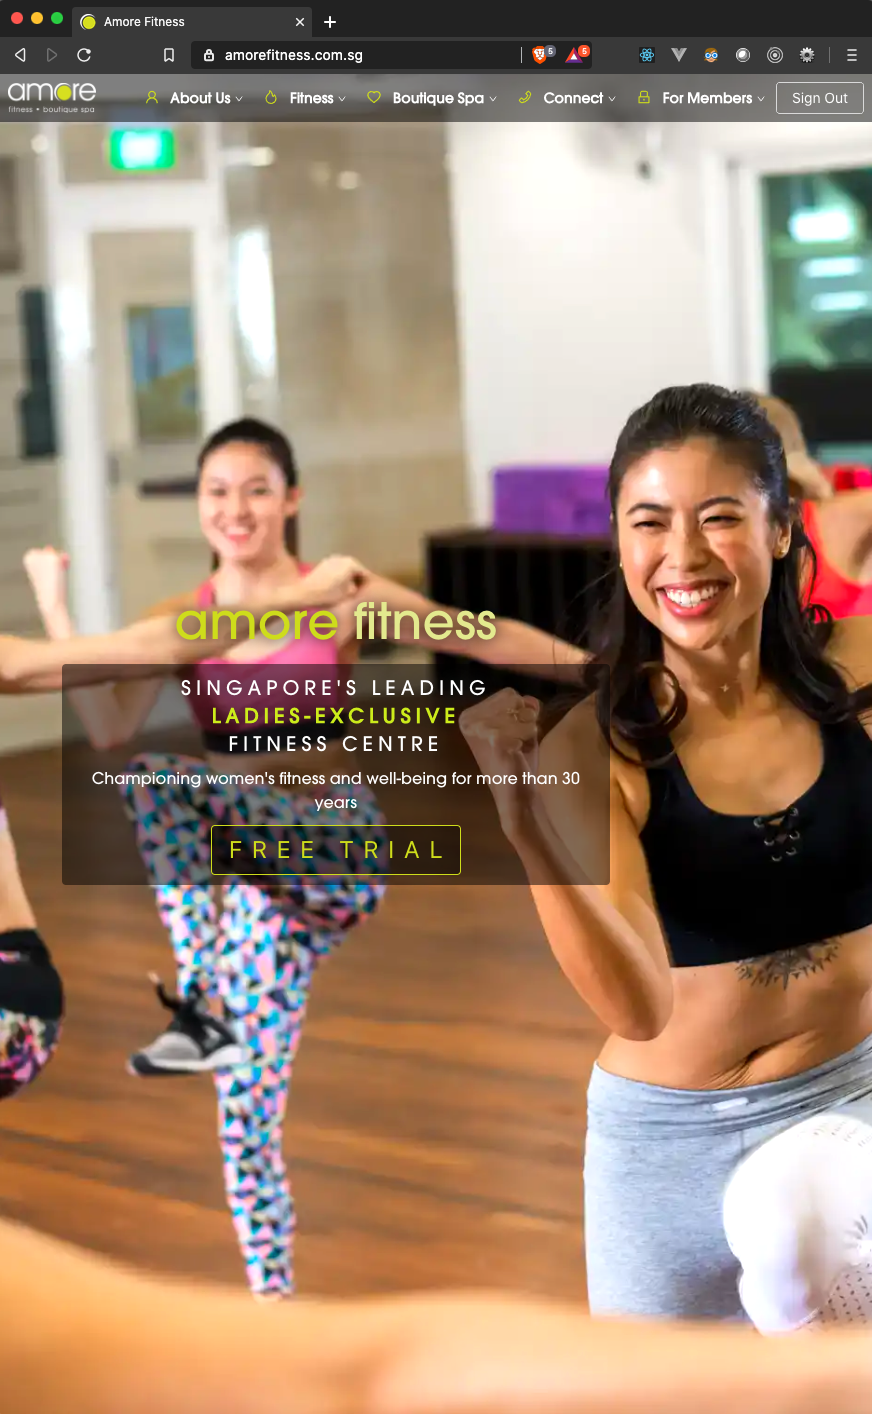 Amore Fitness
amorefitness.com.sg
5
5
amore
fitness • boutique spa
About Us
Fitness
Boutique Spa
Connect
For Members
Sign Out
amore fitness
SINGAPORE'S LEADING
LADIES-EXCLUSIVE
FITNESS CENTRE
Championing women's fitness and well-being for more than 30
years
FREE TRIAL